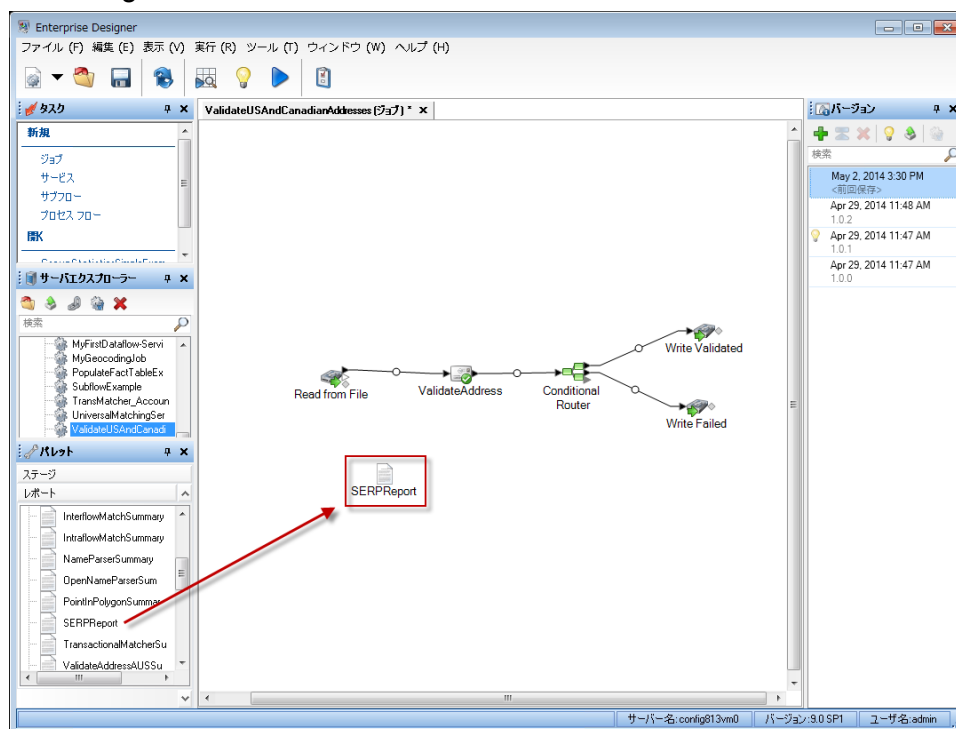 Enterprise Designer
ファイル (F) 編集 (E) 表示 (V) 実行 (R) ツール (T) ウィンドウ (W) ヘルプ (H)
タスク
新規
ジョブ
サービス
サブフロー
プロセス フロー
開く
サーバエクスプローラー
検索
MyFirstDataflow-Servi
MyGeocodingJob
PopulateFactTableEx
SubflowExample
TransMatcher_Accoun
UniversalMatchingSer
ValidateUSAndCanadi
パレット
ステージ
レポート
InterflowMatchSummary
IntraflowMatchSummary
NameParserSummary
OpenNameParserSum
PointInPolygonSummar
SERPReport
TransactionalMatcherSu
ValidateAddressAUSSu
ValidateUSAndCanadianAddresses (ジョブ) *
Read from File
ValidateAddress
Conditional
Router
Write Validated
Write Failed
SERPReport
バージョン
検索
May 2, 2014 3:30 PM
<前回保存>
Apr 29, 2014 11:48 AM
1.0.2
Apr 29, 2014 11:47 AM
1.0.1
Apr 29, 2014 11:47 AM
1.0.0
サーバー名:config813vm0 バージョン:9.0 SP1 ユーザ名:admin